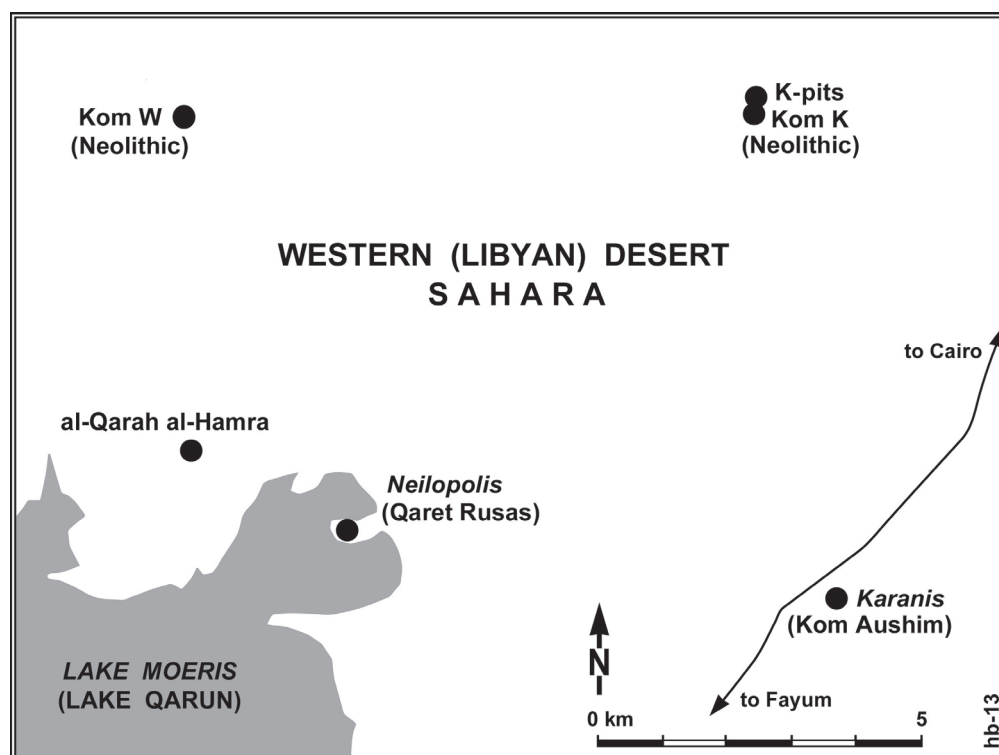 Kom W
(Neolithic)
K-pits
Kom K
(Neolithic)
WESTERN (LIBYAN) DESERT
SAHARA
to Cairo
al-Qarah al-Hamra
Neilopolis
(Qaret Rusas)
Karanis
(Kom Aushim)
LAKE MOERIS
(LAKE QARUN)
N
to Fayum
0 km 5
hb-13